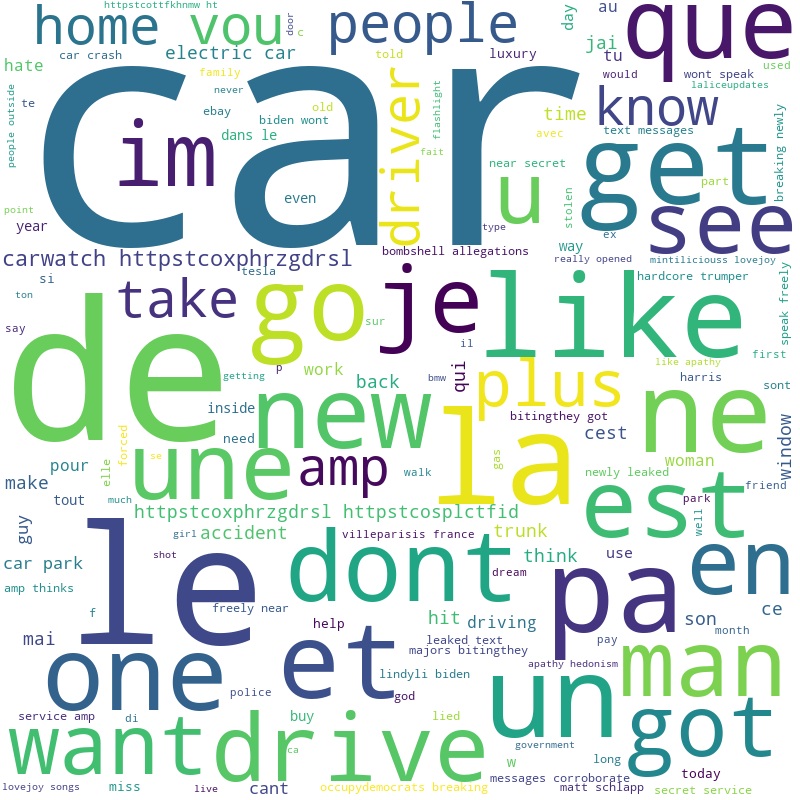 httpstcottfkhnmw ht
home
vou
door
c
people
day
au
que
car crash
electric car
told
luxury
jai
tu
hate
family
would
wont speak
used
never
laliceupdates
te
ebay
old
car
know
people outside
biden wont
dans le
driver
flashlight
time
text messages
avec
im
fait
near secret
get
breaking newly
even
u
stolen
part
point
year
type
ex
see
bombshell allegations
way
carwatch httpstcoxphrzgdrsl
really opened
mintiliciouss lovejoy
si
tesla
hardcore trumper
ton
take
go
je
like
speak freely
say
sur
il
first
de
getting
p
work
qui
like apathy
back
bmw
plus
harris
sont
new
inside
bitingthey got
ne
need
la
cest
window
forced
une
se
gas
woman
pour
elle
amp
walk
newly leaked
make
friend
tout
much
park
est
httpstcoxphrzgdrsl httpstcosplctfid
well
guy
girl
accident
villeparisis france
trunk
car park
shot
dont
think
use
en
amp thinks
dream
le
pa
f
freely near
ce
help
hit
driving
son
mai
month
et
leaked text
pay
one
majors bitingthey
man
apathy hedonism
lindyli biden
police
god
un
service amp
di
buy
lied
got
want
drive
ca
government
w
long
messages corroborate
today
lovejoy songs
miss
live
cant
occupydemocrats breaking
matt schlapp
secret service